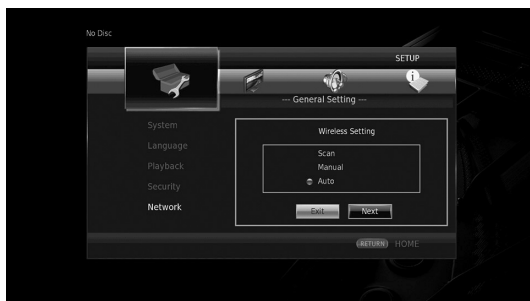 No Disc
SETUP
--- General Setting ---
System
Language
Playback
Security
Network
Wireless Setting
Scan
Manual
Auto
Exit
Next
RETURN HOME